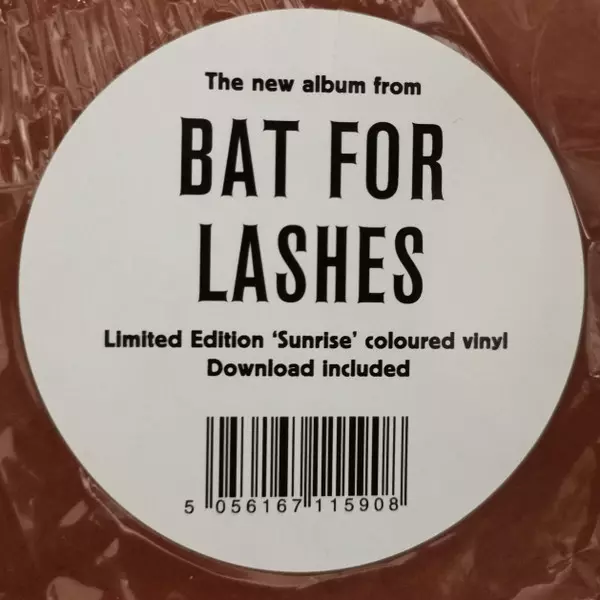 The new album from
BAT FOR
LASHES
Limited Edition 'Sunrise' coloured vinyl
Download included
5 056167 115908